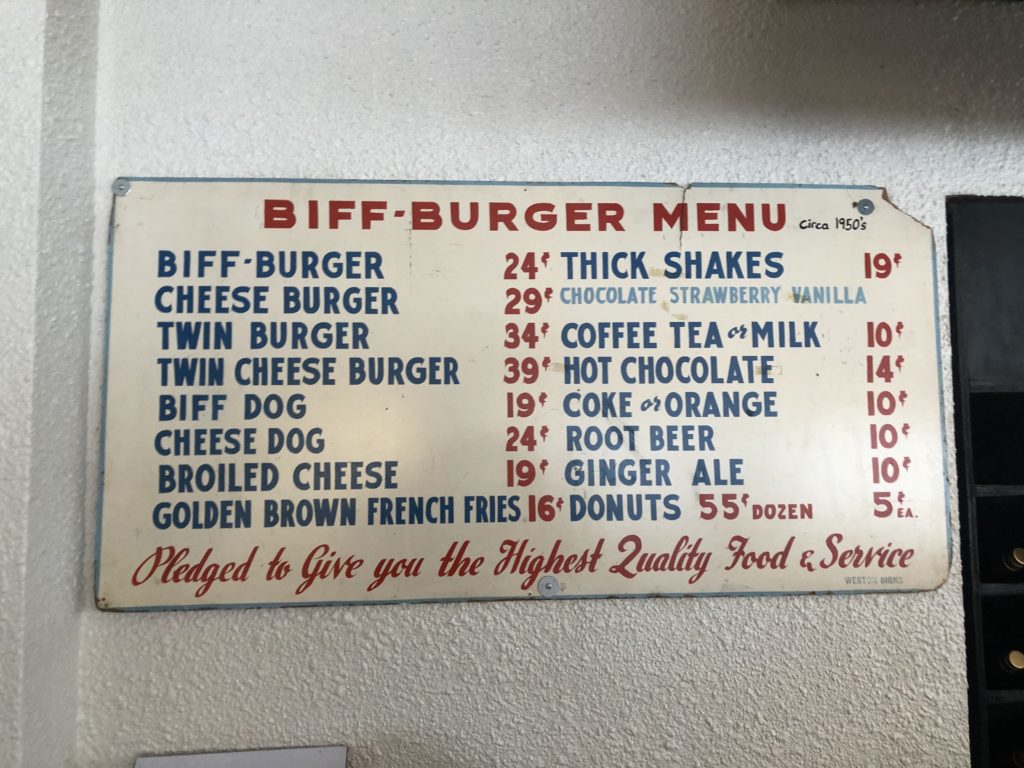 BIFF-BURGER MENU
Circa 1950's
BIFF-BURGER 24¢
CHEESE BURGER 29¢
TWIN BURGER 34¢
TWIN CHEESE BURGER 39¢
BIFF DOG 19¢
CHEESE DOG 24¢
BROILED CHEESE 19¢
GOLDEN BROWN FRENCH FRIES 16¢
THICK SHAKES 19¢
CHOCOLATE STRAWBERRY VANILLA
COFFEE TEA or MILK 10¢
HOT CHOCOLATE 14¢
COKE or ORANGE 10¢
ROOT BEER 10¢
GINGER ALE 10¢
DONUTS 55¢ DOZEN 5¢ EA.
Pledged to Give you the Highest Quality Food & Service
WESTON SIGNS